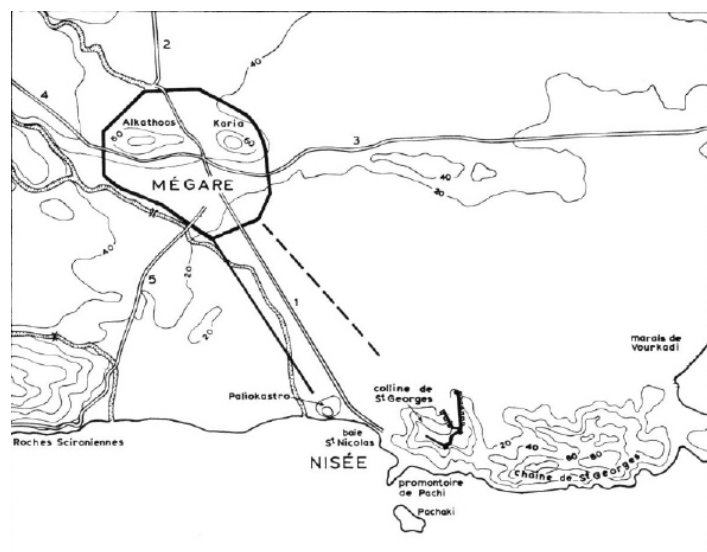 2
40
4
Alkathoos
Karia
60
60
3
MÉGARE
40
20
40
20
5
1
20
marais de
Vourkadi
colline de
St Georges
Paliokastro
Roches Scironiennes
baie
St Nicolas
NISÉE
20
40
60
80
chaîne de St Georges
promontoire
de Pachi
Pachaki